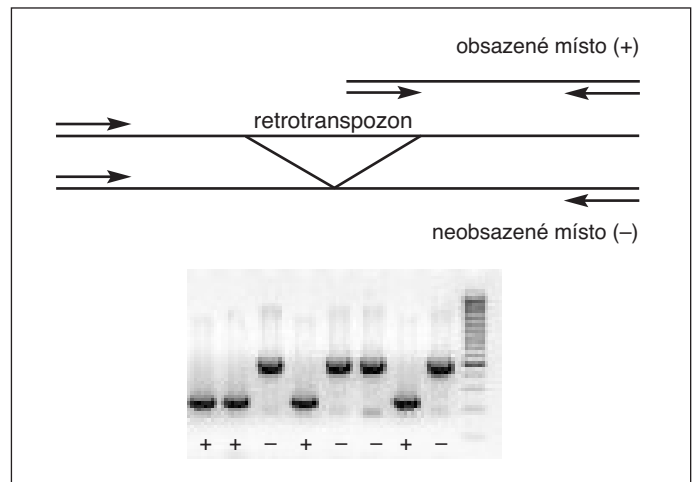 obsazené místo (+)
retrotranspozon
neobsazené místo (–)
+ + – + – – + –